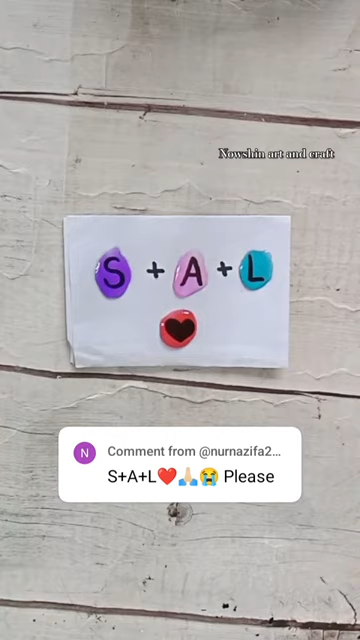 Nowshin art and craft
S + A + L
N
Comment from @nurnazifa2...
S+A+L❤️🙏🏻😭 Please